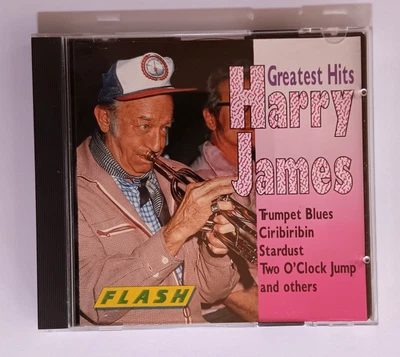 Greatest Hits
Harry
James
Trumpet Blues
Ciribiribin
Stardust
Two O'Clock Jump
and others
FLASH